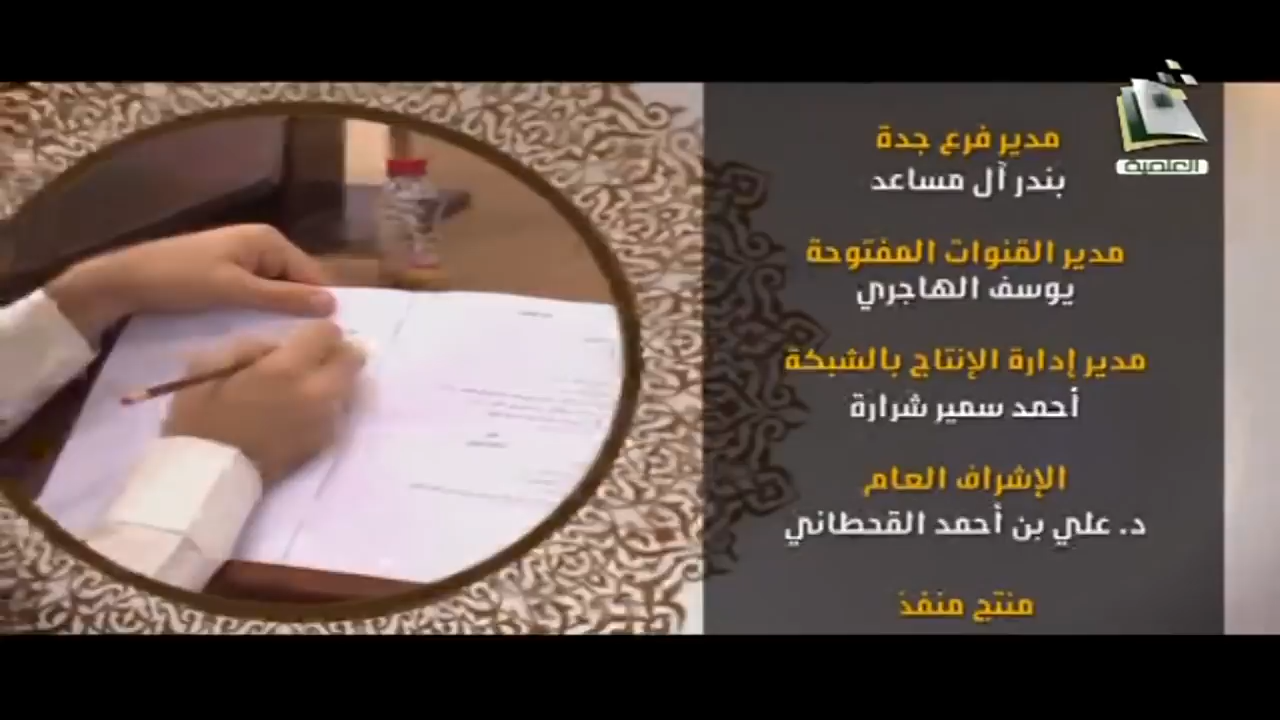 العلمية
مدير فرع جدة
بندر آل مساعد
مدير القنوات المفتوحة
يوسف الهاجري
مدير إدارة الإنتاج بالشبكة
أحمد سمير شرارة
الإشراف العام
د. علي بن أحمد القحطاني
منتج منفذ